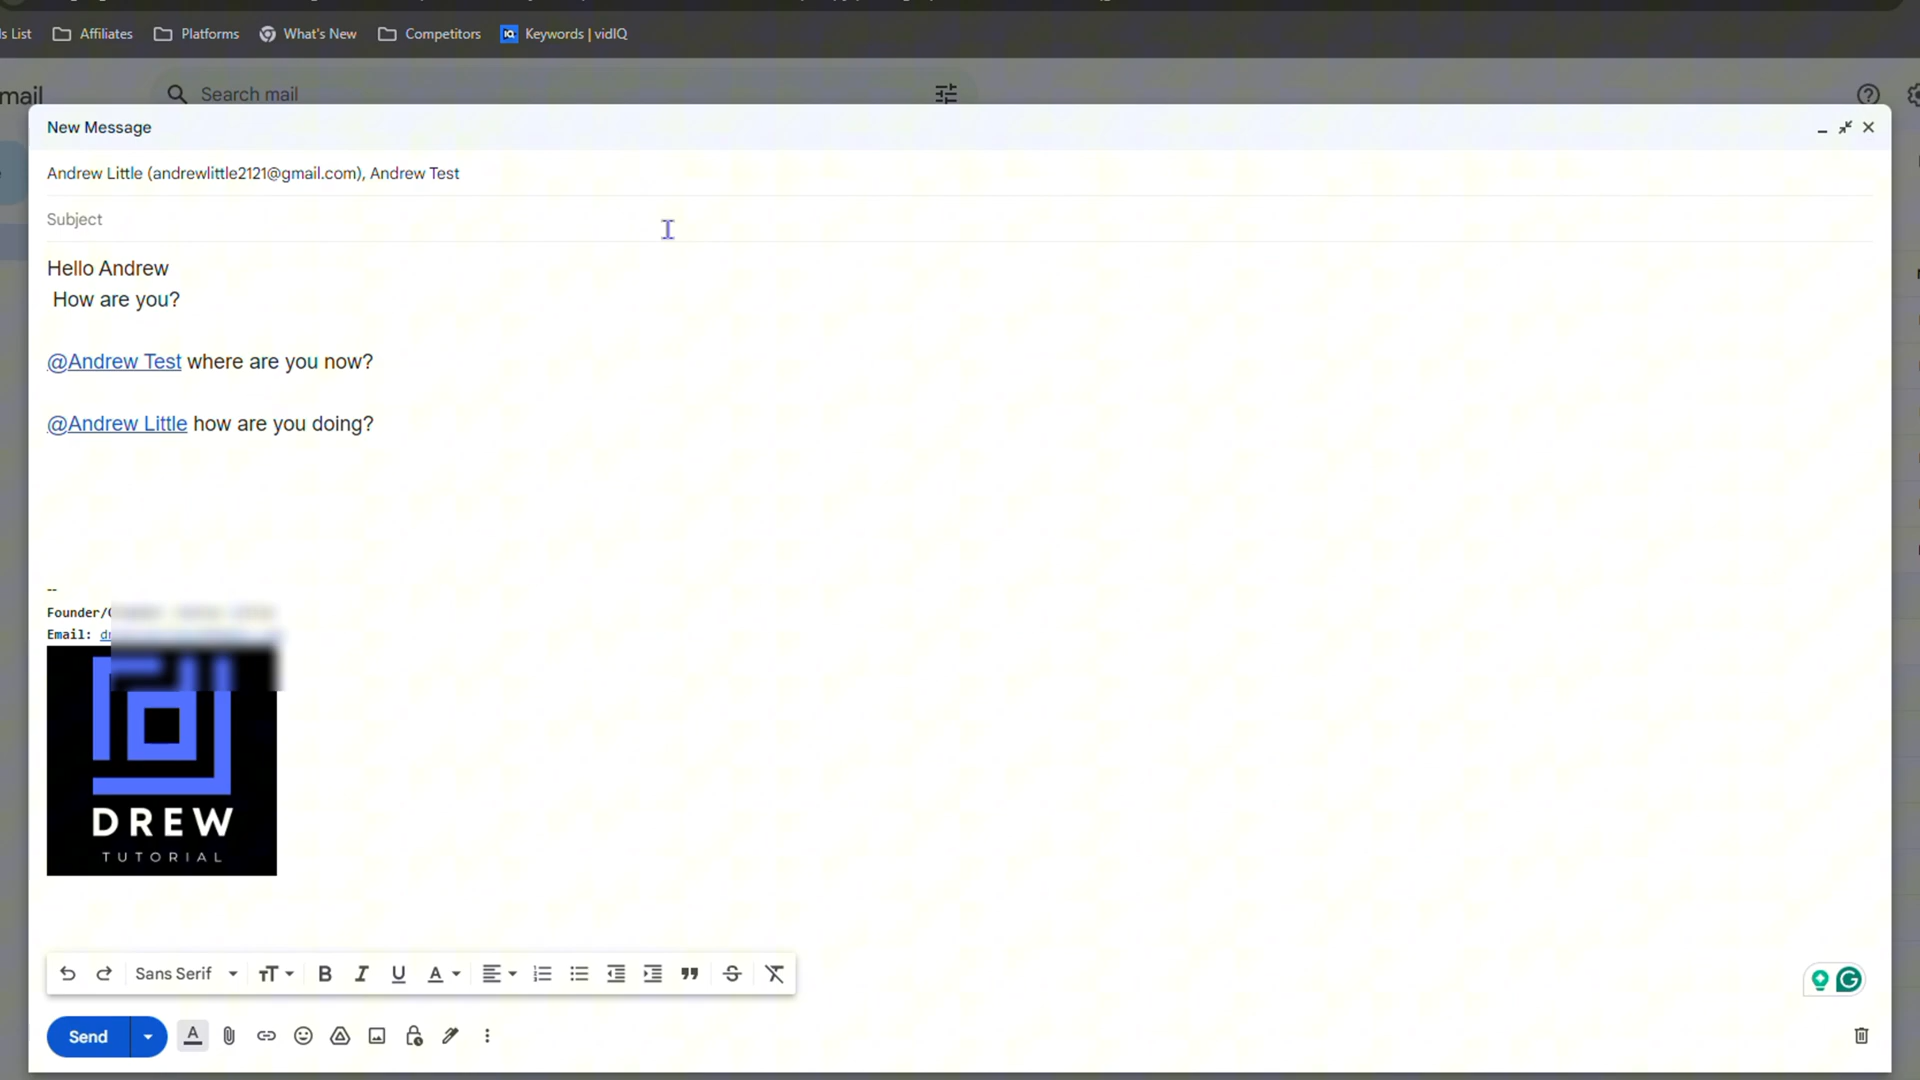 s List Affiliates Platforms What's New Competitors Keywords | vidIQ
mail Search mail
New Message
Andrew Little (andrewlittle2121@gmail.com), Andrew Test
Subject
Hello Andrew
How are you?
@Andrew Test where are you now?
@Andrew Little how are you doing?
--
Founder/
Email:
DREW
TUTORIAL
Sans Serif
Send